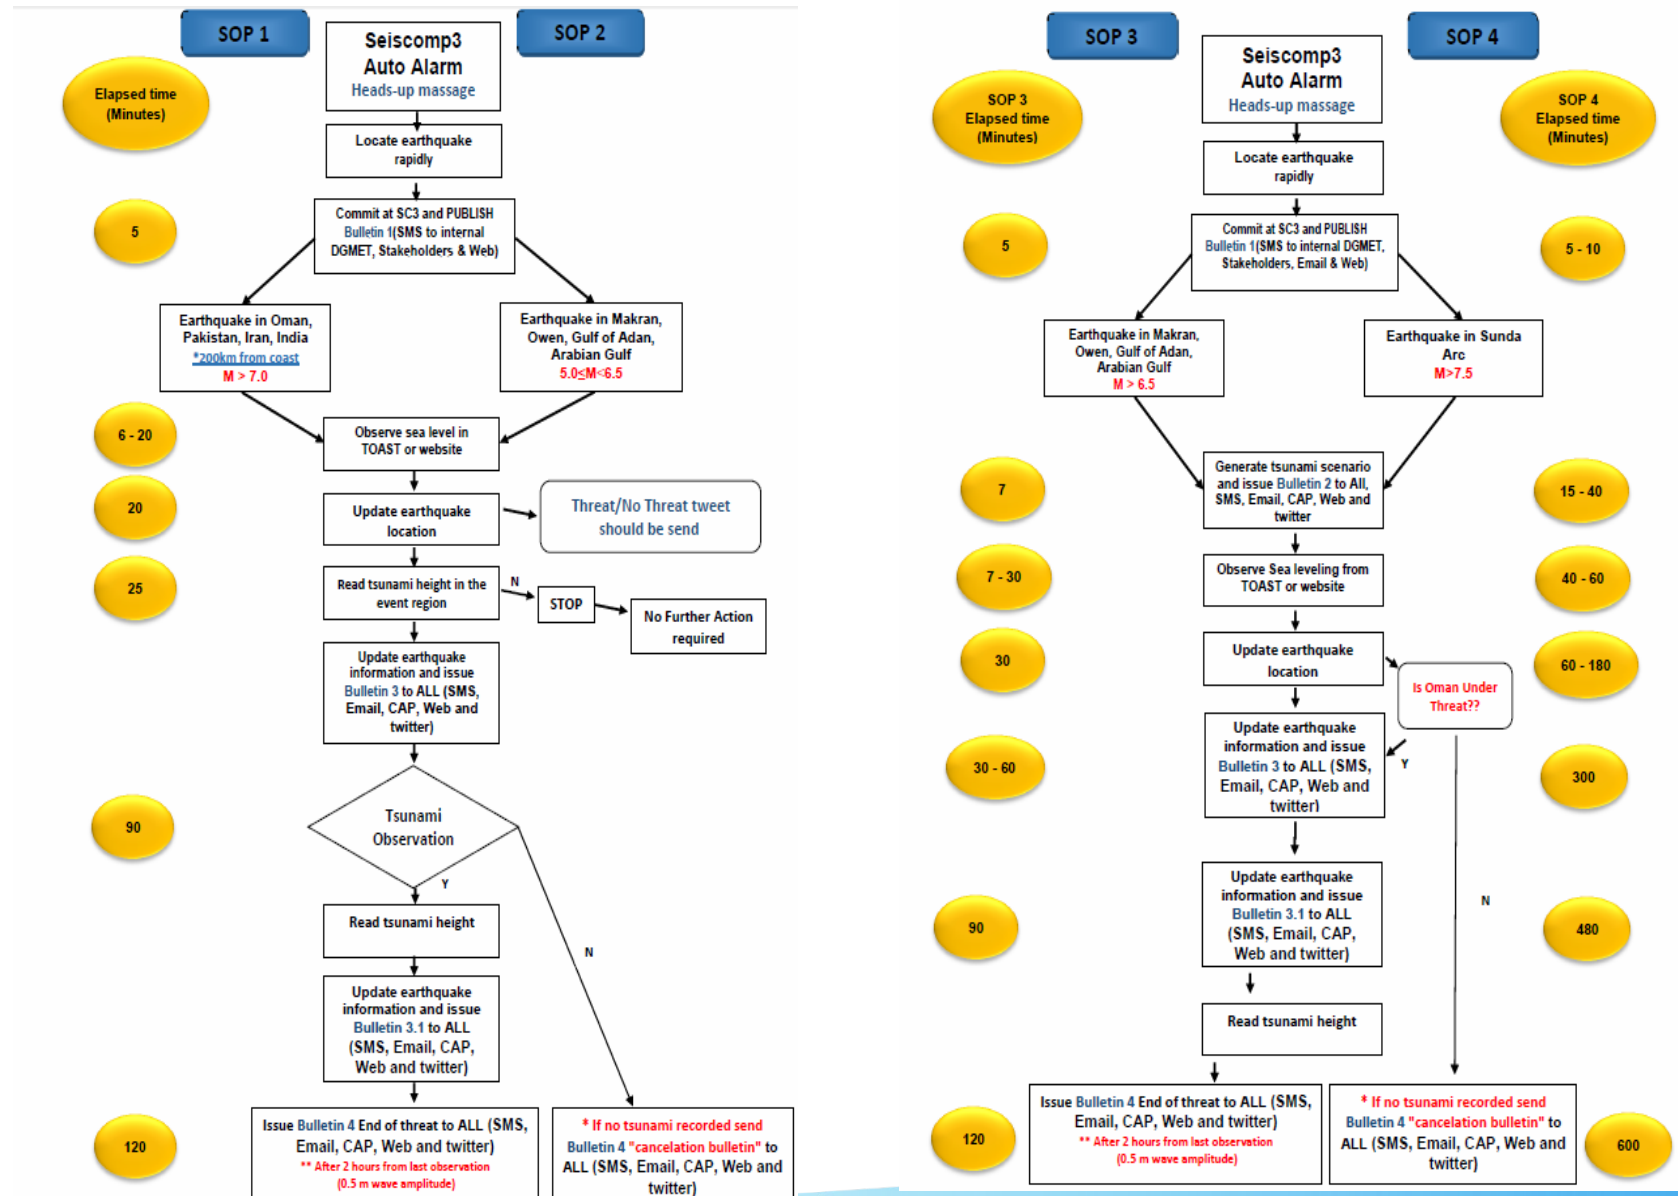 SOP 1
SOP 2
Seiscomp3
Auto Alarm
Heads-up massage
Elapsed time
(Minutes)
Locate earthquake
rapidly
5
Commit at SC3 and PUBLISH
Bulletin 1(SMS to internal
DGMET, Stakeholders & Web)
Earthquake in Oman,
Pakistan, Iran, India
*200km from coast
M > 7.0
Earthquake in Makran,
Owen, Gulf of Adan,
Arabian Gulf
5.0≤M<6.5
6 - 20
Observe sea level in
TOAST or website
20
Update earthquake
location
Threat/No Threat tweet
should be send
25
Read tsunami height in the
event region
N
STOP
No Further Action
required
Update earthquake
information and issue
Bulletin 3 to ALL (SMS,
Email, CAP, Web and
twitter)
90
Tsunami
Observation
Y
N
Read tsunami height
Update earthquake
information and issue
Bulletin 3.1 to ALL
(SMS, Email, CAP,
Web and twitter)
120
Issue Bulletin 4 End of threat to ALL (SMS,
Email, CAP, Web and twitter)
** After 2 hours from last observation
(0.5 m wave amplitude)
* If no tsunami recorded send
Bulletin 4 "cancelation bulletin" to
ALL (SMS, Email, CAP, Web and
twitter)
SOP 3
SOP 4
Seiscomp3
Auto Alarm
Heads-up massage
SOP 3
Elapsed time
(Minutes)
SOP 4
Elapsed time
(Minutes)
Locate earthquake
rapidly
5
Commit at SC3 and PUBLISH
Bulletin 1(SMS to internal DGMET,
Stakeholders, Email & Web)
5 - 10
Earthquake in Makran,
Owen, Gulf of Adan,
Arabian Gulf
M > 6.5
Earthquake in Sunda
Arc
M>7.5
7
Generate tsunami scenario
and issue Bulletin 2 to All,
SMS, Email, CAP, Web and
twitter
15 - 40
7 - 30
Observe Sea leveling from
TOAST or website
40 - 60
30
Update earthquake
location
60 - 180
Is Oman Under
Threat??
30 - 60
Update earthquake
information and issue
Bulletin 3 to ALL (SMS,
Email, CAP, Web and
twitter)
Y
300
90
Update earthquake
information and issue
Bulletin 3.1 to ALL
(SMS, Email, CAP,
Web and twitter)
N
480
Read tsunami height
120
Issue Bulletin 4 End of threat to ALL (SMS,
Email, CAP, Web and twitter)
** After 2 hours from last observation
(0.5 m wave amplitude)
* If no tsunami recorded send
Bulletin 4 "cancelation bulletin" to
ALL (SMS, Email, CAP, Web and
twitter)
600